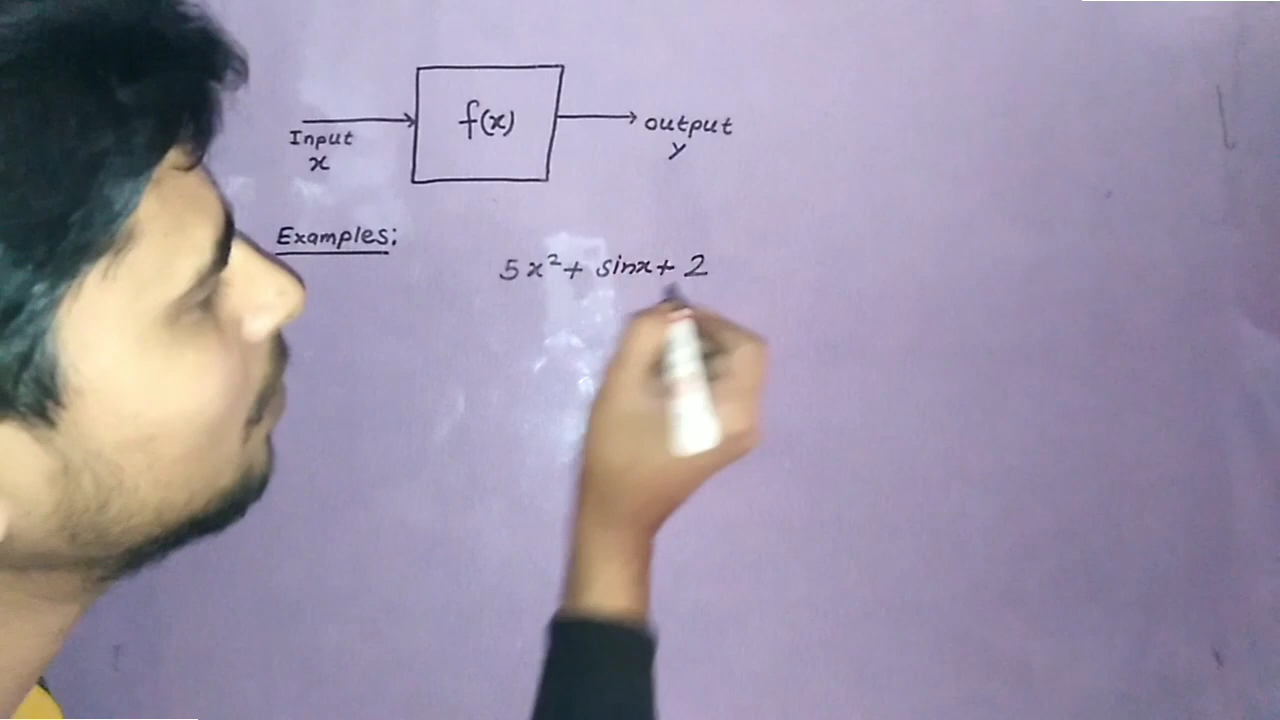 f(x)
Input
x
output
y
Examples:
5x² + sinx + 2